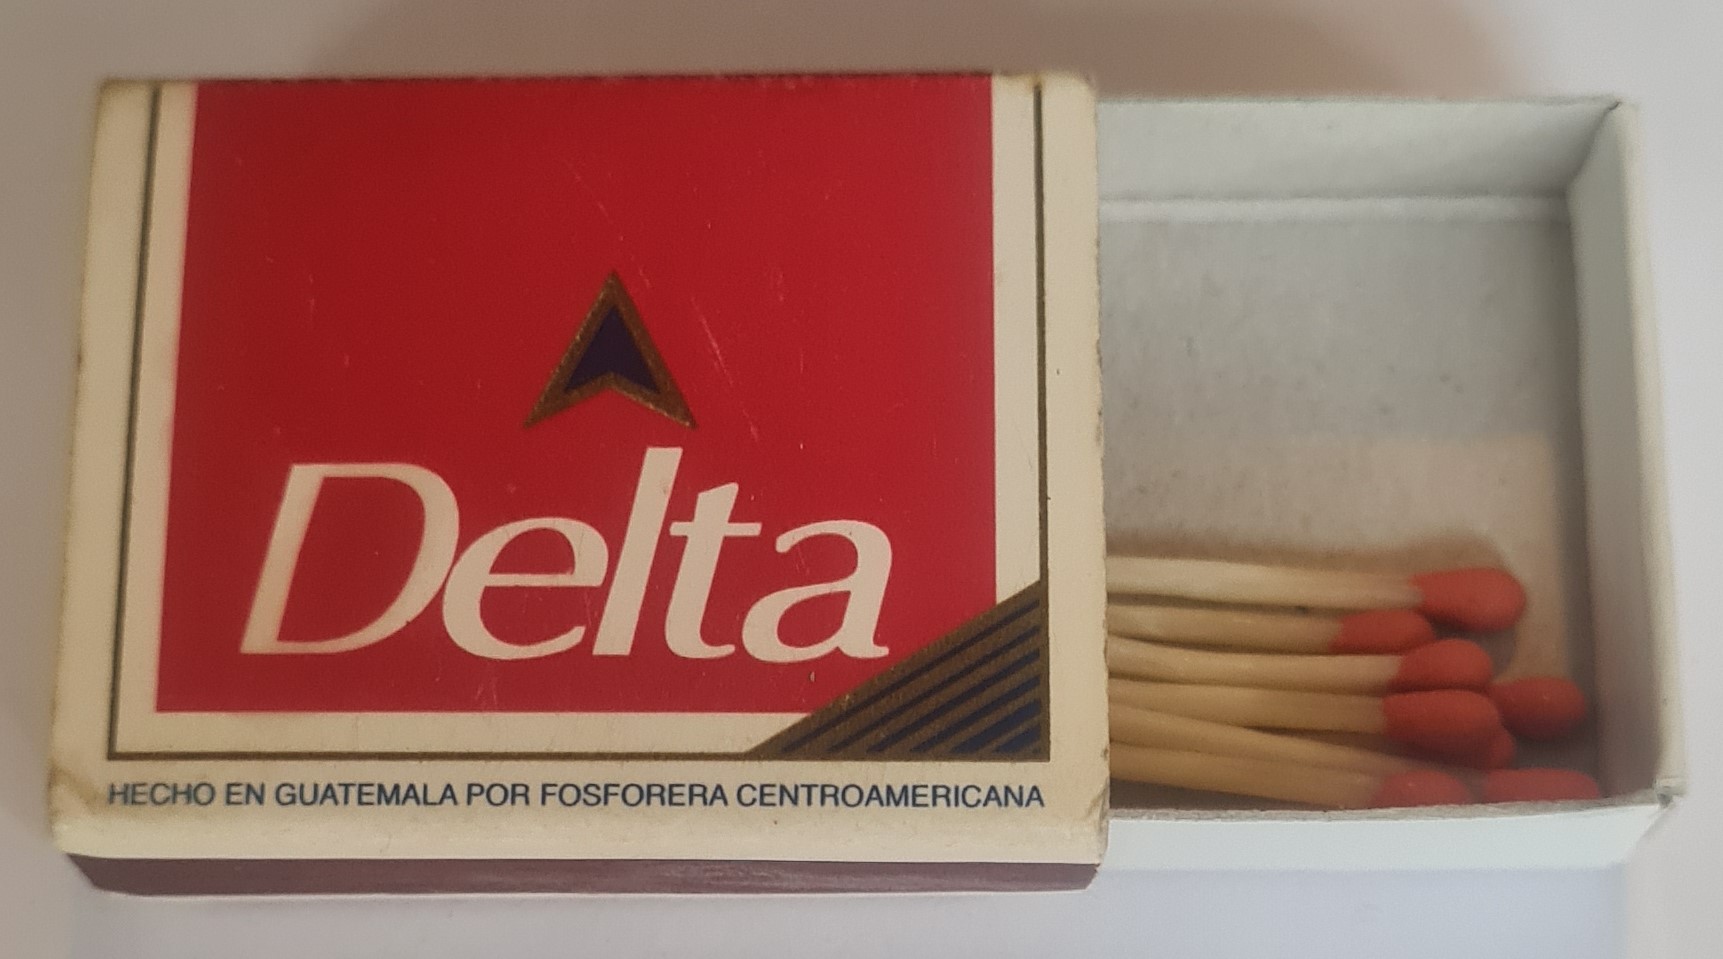 Delta
HECHO EN GUATEMALA POR FOSFORERA CENTROAMERICANA